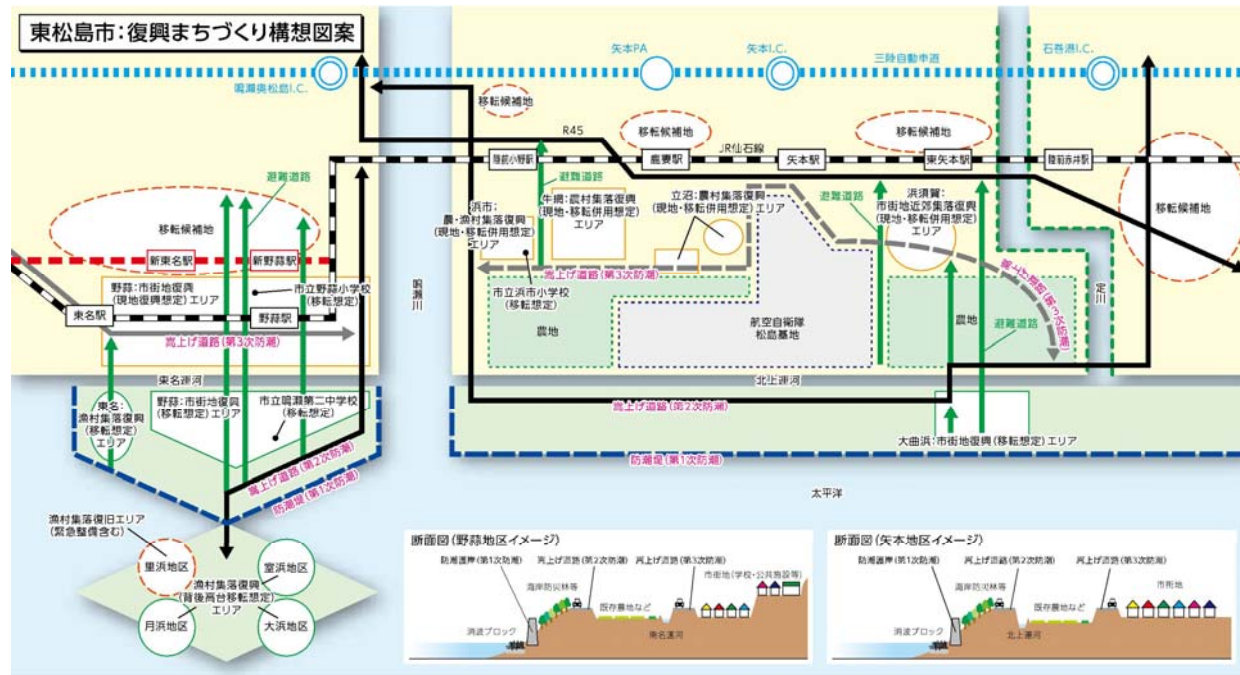 東松島市:復興まちづくり構想図案
鳴瀬奥松島I.C.
矢本PA
矢本I.C.
三陸自動車道
石巻港I.C.
移転候補地
R45
移転候補地
移転候補地
JR仙石線
陸前小野駅
鹿妻駅
矢本駅
東矢本駅
陸前赤井駅
移転候補地
避難道路
移転候補地
新東名駅
新野蒜駅
野蒜:市街地復興
(現地復興想定)エリア
市立野蒜小学校
(移転想定)
東名駅
野蒜駅
嵩上げ道路(第3次防潮)
東名運河
鳴瀬川
浜市:
農・漁村集落復興
(現地・移転併用想定)
エリア
避難道路
牛網:農村集落復興
(現地・移転併用想定)
エリア
立沼:農村集落復興
(現地・移転併用想定)エリア
避難道路
浜須賀:
市街地近郊集落復興
(現地・移転併用想定)
エリア
嵩上げ道路(第3次防潮)
市立浜市小学校
(移転想定)
農地
航空自衛隊
松島基地
農地
避難道路
嵩上げ道路(第3次防潮)
定川
北上運河
嵩上げ道路(第2次防潮)
大曲浜:市街地復興(移転想定)エリア
防潮堤(第1次防潮)
太平洋
東名:
漁村集落復興
(移転想定)
エリア
野蒜:市街地復興
(移転想定)エリア
市立鳴瀬第二中学校
(移転想定)
嵩上げ道路(第2次防潮)
防潮堤(第1次防潮)
漁村集落復旧エリア
(緊急整備含む)
里浜地区
室浜地区
漁村集落復興
(背後高台移転想定)
エリア
月浜地区
大浜地区
断面図(野蒜地区イメージ)
防潮護岸(第1次防潮)
嵩上げ道路(第2次防潮)
嵩上げ道路(第3次防潮)
市街地(学校・公共施設等)
海岸防災林等
既存農地など
消波ブロック
東名運河
断面図(矢本地区イメージ)
防潮護岸(第1次防潮)
嵩上げ道路(第2次防潮)
嵩上げ道路(第3次防潮)
海岸防災林等
市街地
既存農地など
消波ブロック
北上運河